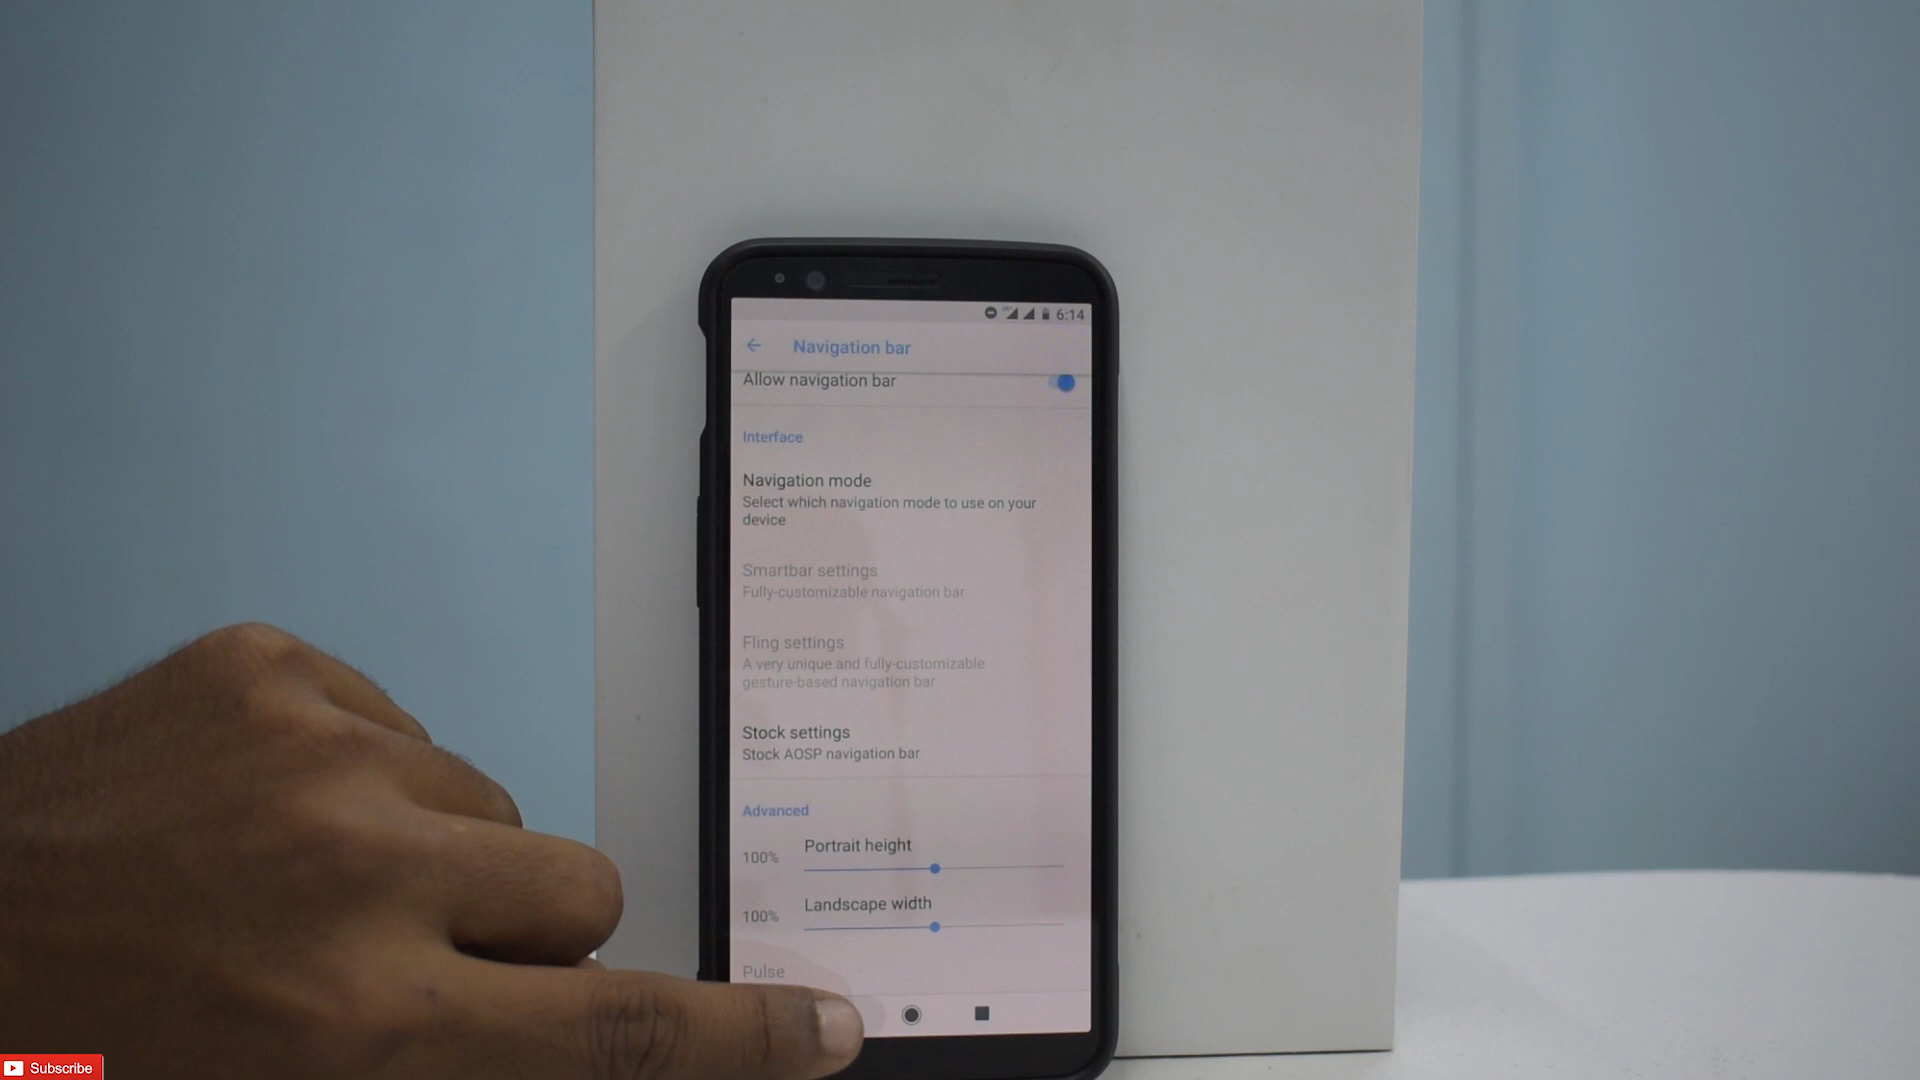 6:14
Navigation bar
Allow navigation bar
Interface
Navigation mode
Select which navigation mode to use on your
device
Smartbar settings
Fully-customizable navigation bar
Fling settings
A very unique and fully-customizable
gesture-based navigation bar
Stock settings
Stock AOSP navigation bar
Advanced
Portrait height
100%
Landscape width
100%
Pulse
Subscribe